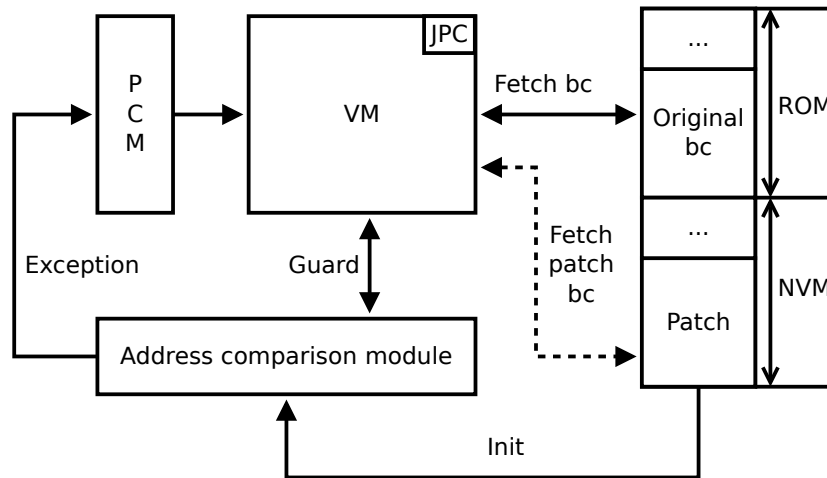 JPC
...
P
C
M
VM
Fetch bc
Original
bc
ROM
...
Exception
Guard
Fetch
patch
bc
NVM
Patch
Address comparison module
Init